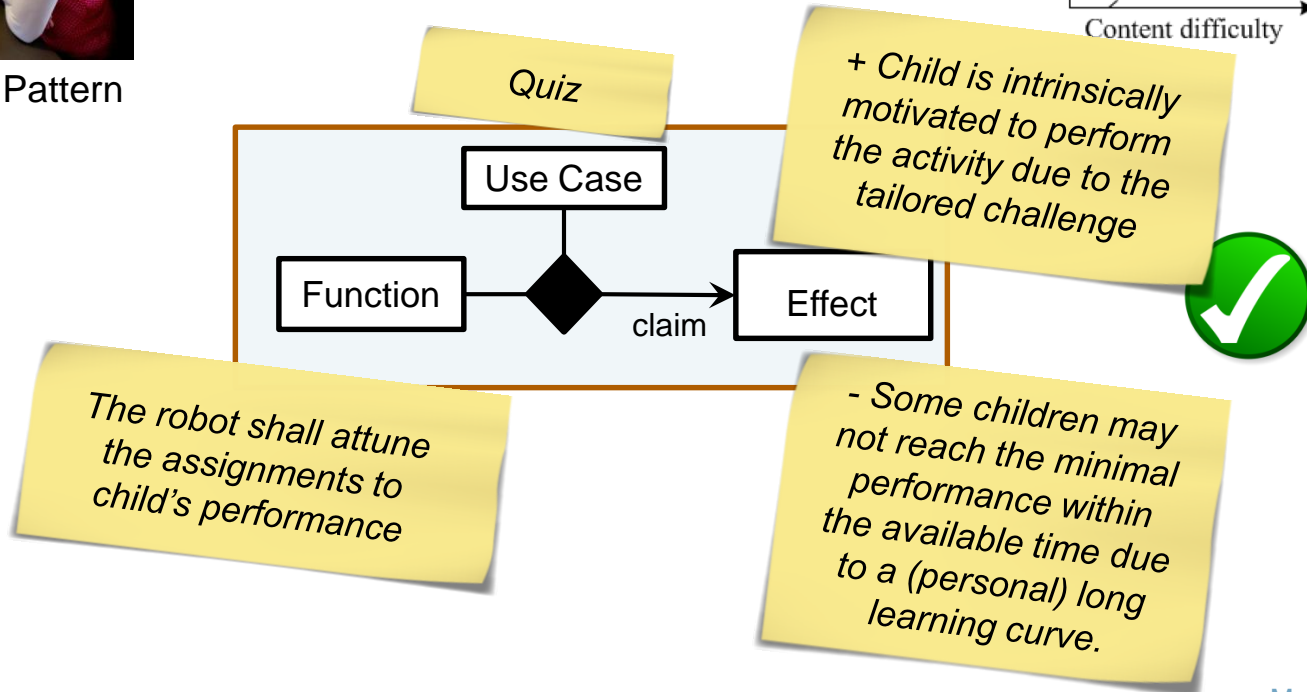 Content difficulty
Pattern
Quiz
+ Child is intrinsically
motivated to perform
the activity due to the
tailored challenge
Use Case
Function
claim
Effect
The robot shall attune
the assignments to
child's performance
- Some children may
not reach the minimal
performance within
the available time due
to a (personal) long
learning curve.